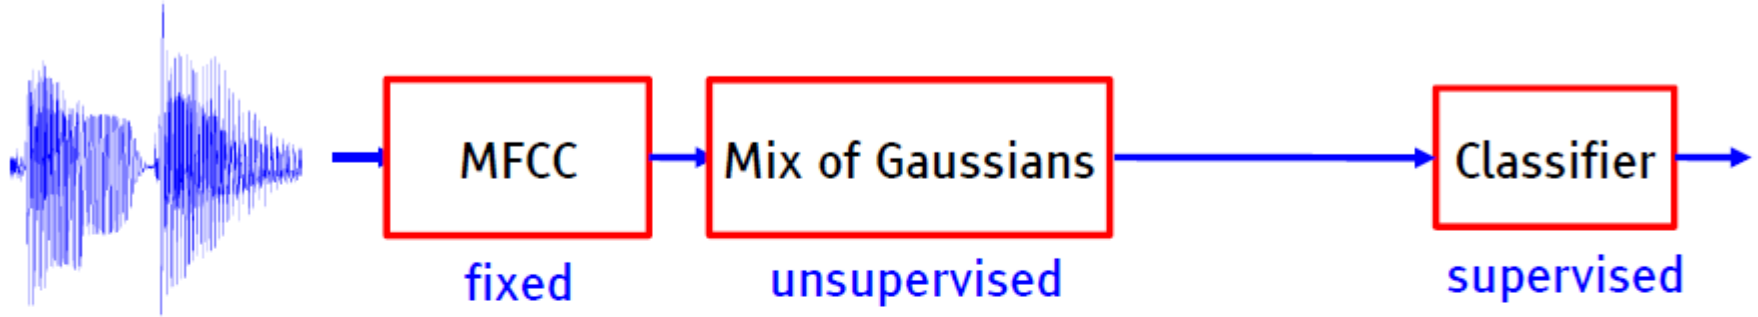 MFCC
Mix of Gaussians
Classifier
fixed
unsupervised
supervised